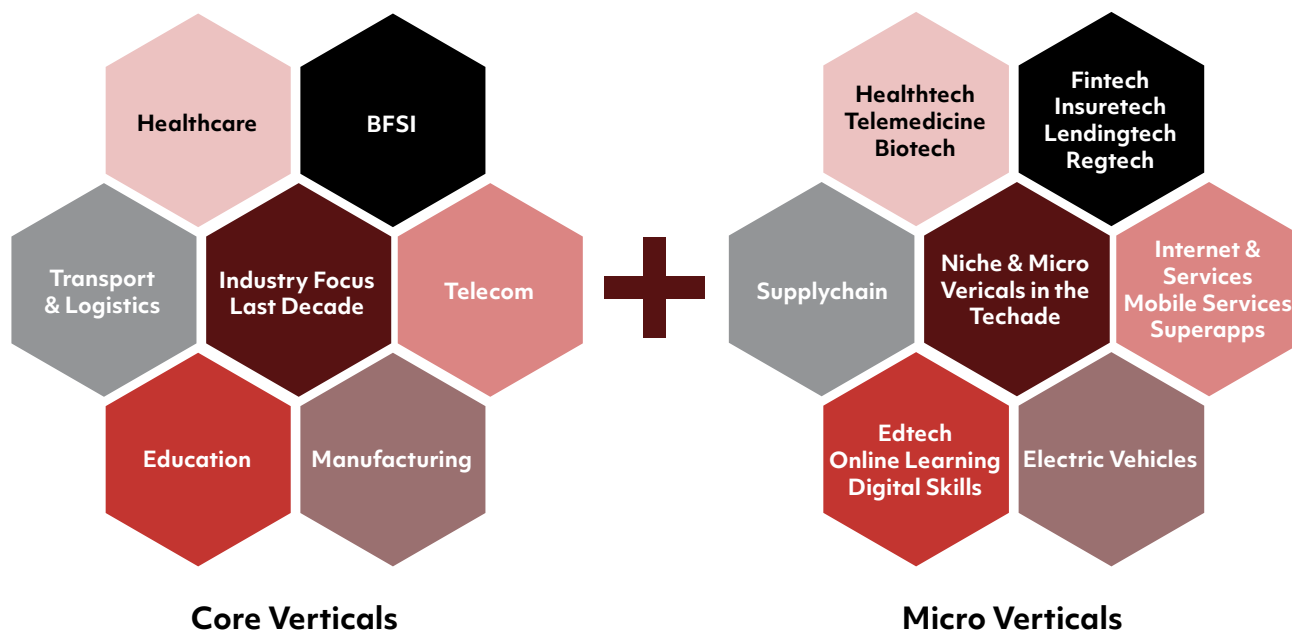 Healthcare
BFSI
Transport
& Logistics
Industry Focus
Last Decade
Telecom
Education
Manufacturing
Core Verticals
Healthtech
Telemedicine
Biotech
Fintech
Insuretech
Lendingtech
Regtech
Supplychain
Niche & Micro
Vericals in the
Techade
Internet &
Services
Mobile Services
Superapps
Edtech
Online Learning
Digital Skills
Electric Vehicles
Micro Verticals